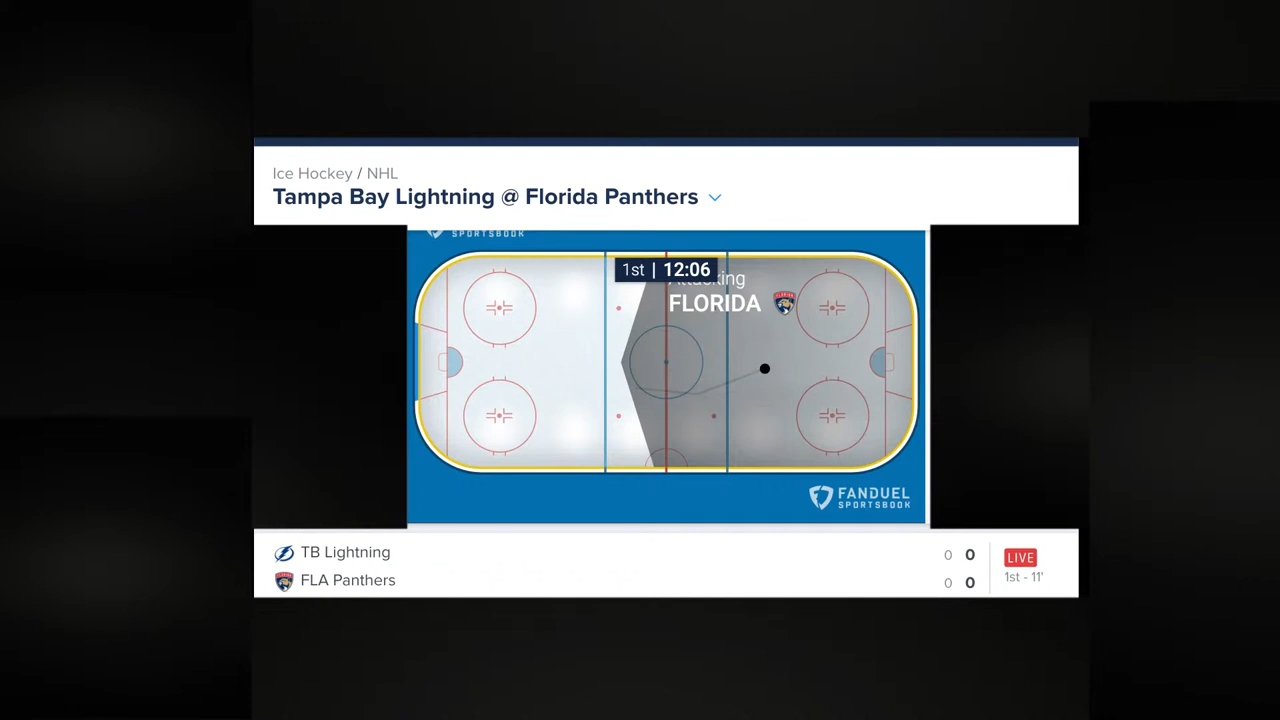 Ice Hockey / NHL
Tampa Bay Lightning @ Florida Panthers
SPORTSBOOK
1st | 12:06
Attacking
FLORIDA
FANDUEL
SPORTSBOOK
TB Lightning 0 0
FLA Panthers 0 0
LIVE
1st - 11'